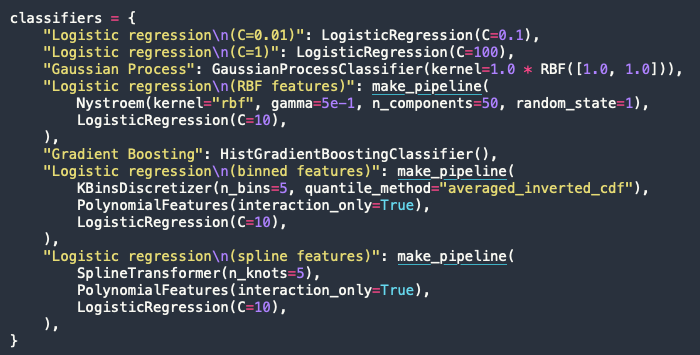 classifiers = {
    "Logistic regression\n(C=0.01)": LogisticRegression(C=0.1),
    "Logistic regression\n(C=1)": LogisticRegression(C=100),
    "Gaussian Process": GaussianProcessClassifier(kernel=1.0 * RBF([1.0, 1.0])),
    "Logistic regression\n(RBF features)": make_pipeline(
        Nystroem(kernel="rbf", gamma=5e-1, n_components=50, random_state=1),
        LogisticRegression(C=10),
    ),
    "Gradient Boosting": HistGradientBoostingClassifier(),
    "Logistic regression\n(binned features)": make_pipeline(
        KBinsDiscretizer(n_bins=5, quantile_method="averaged_inverted_cdf"),
        PolynomialFeatures(interaction_only=True),
        LogisticRegression(C=10),
    ),
    "Logistic regression\n(spline features)": make_pipeline(
        SplineTransformer(n_knots=5),
        PolynomialFeatures(interaction_only=True),
        LogisticRegression(C=10),
    ),
}